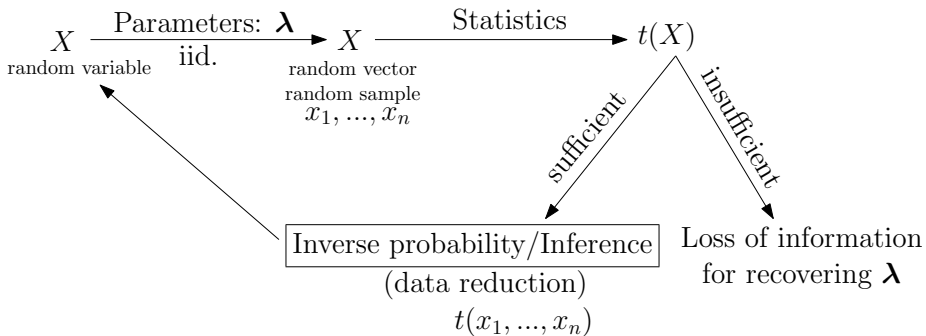 X
random variable
Parameters: λ
iid.
X
random vector
random sample
x₁, ..., xₙ
Statistics
t(X)
sufficient
insufficient
Inverse probability/Inference
(data reduction)
t(x₁, ..., xₙ)
Loss of information
for recovering λ